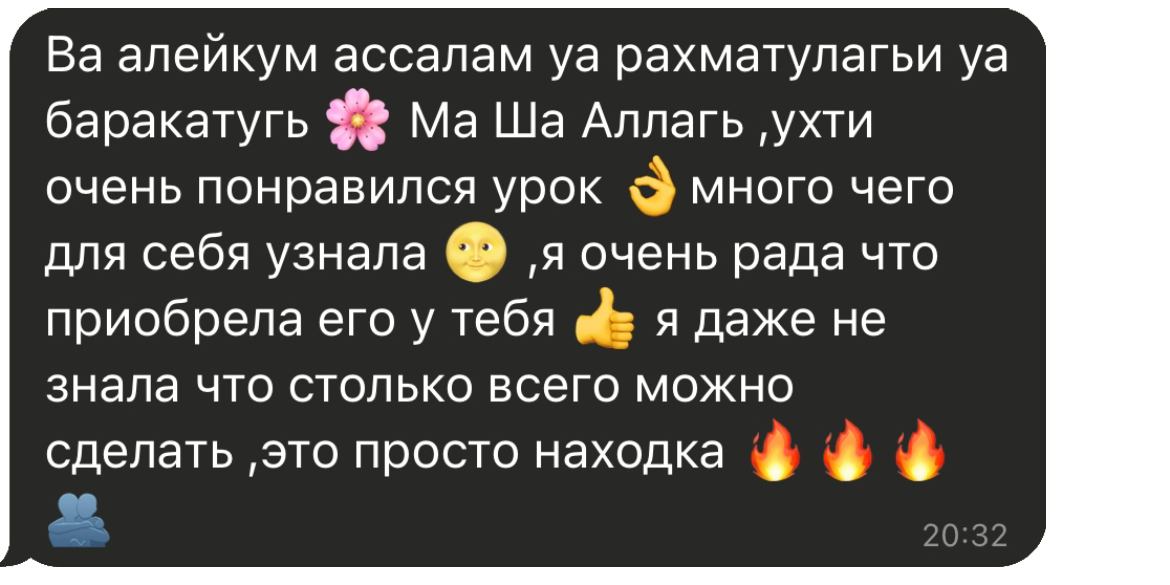 Ва алейкум ассалам уа рахматулагьи уа
баракатугь 🌸 Ма Ша Аллагь ,ухти
очень понравился урок 👌 много чего
для себя узнала 🌝 ,я очень рада что
приобрела его у тебя 👍 я даже не
знала что столько всего можно
сделать ,это просто находка 🔥 🔥 🔥
🫂
20:32